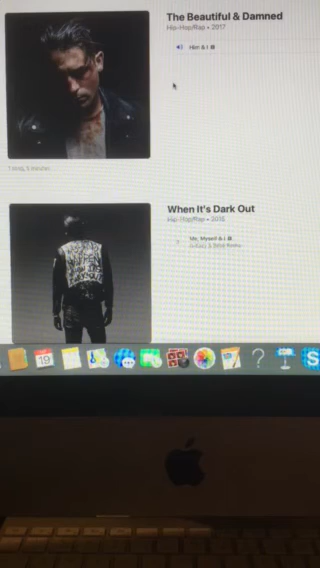 The Beautiful & Damned
Hip-Hop/Rap • 2017
Him & I
1 song, 5 minutes
When It's Dark Out
Hip-Hop/Rap • 2015
Me, Myself & I
19
?
S